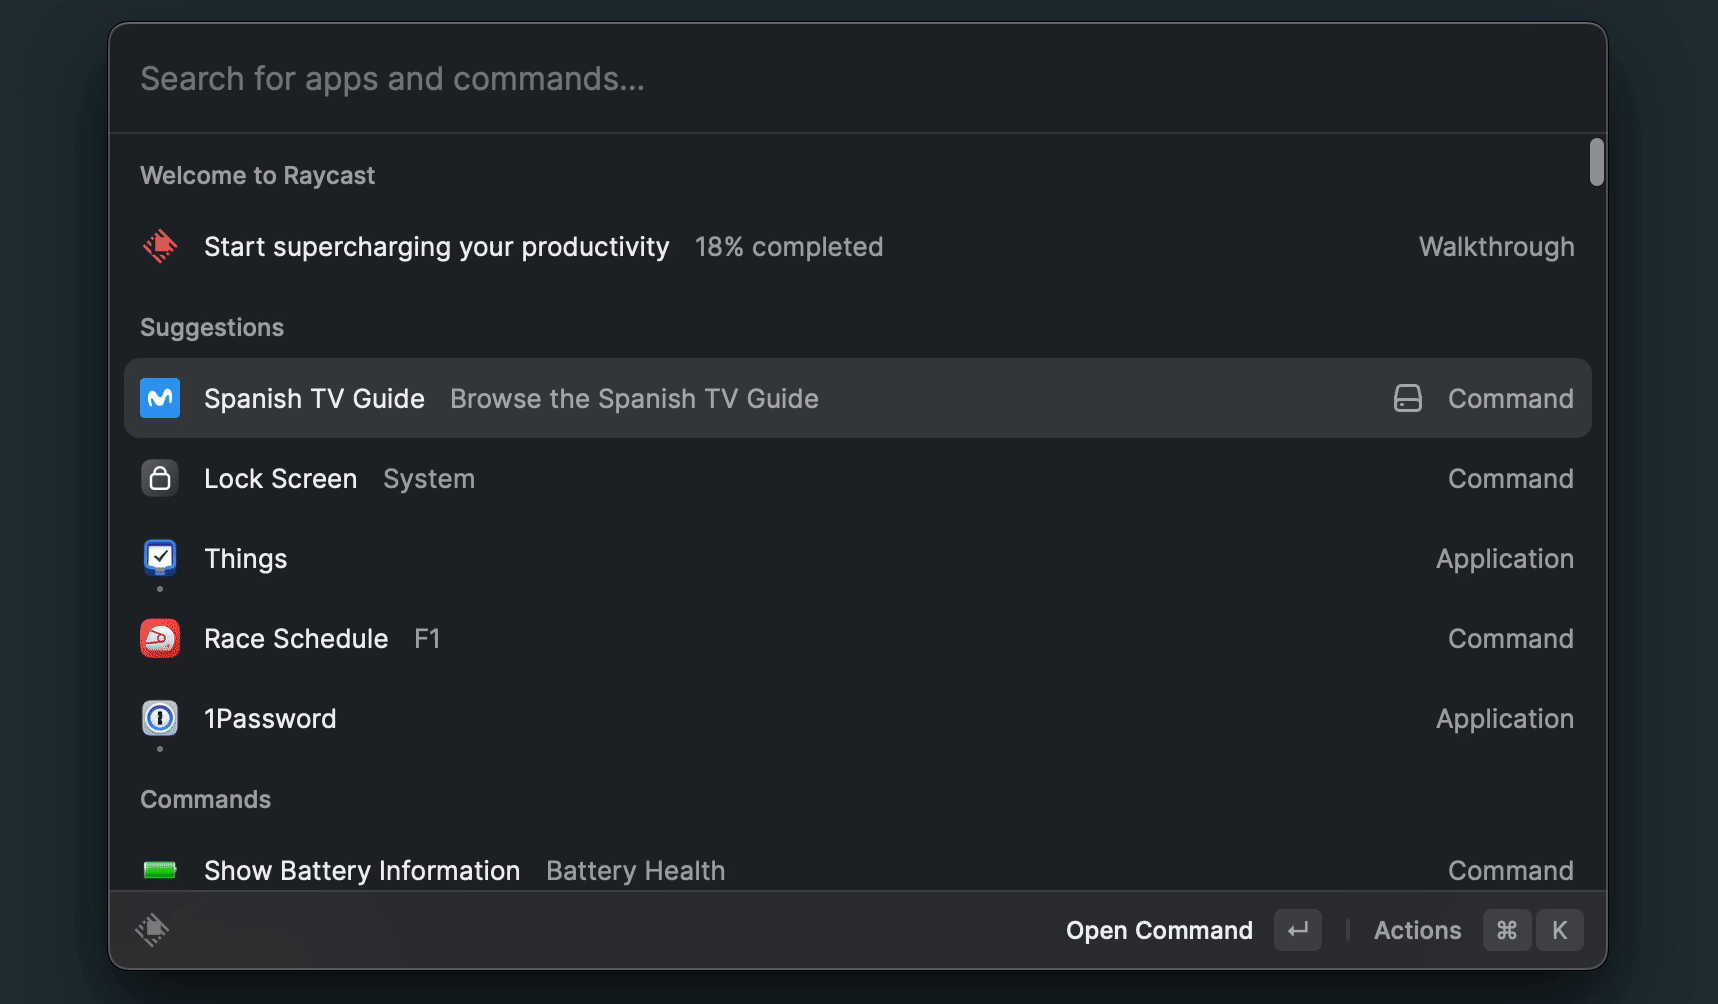 Search for apps and commands...
Welcome to Raycast
Start supercharging your productivity 18% completed Walkthrough
Suggestions
Spanish TV Guide Browse the Spanish TV Guide Command
Lock Screen System Command
Things Application
Race Schedule F1 Command
1Password Application
Commands
Show Battery Information Battery Health Command
Open Command ↵ Actions ⌘ K